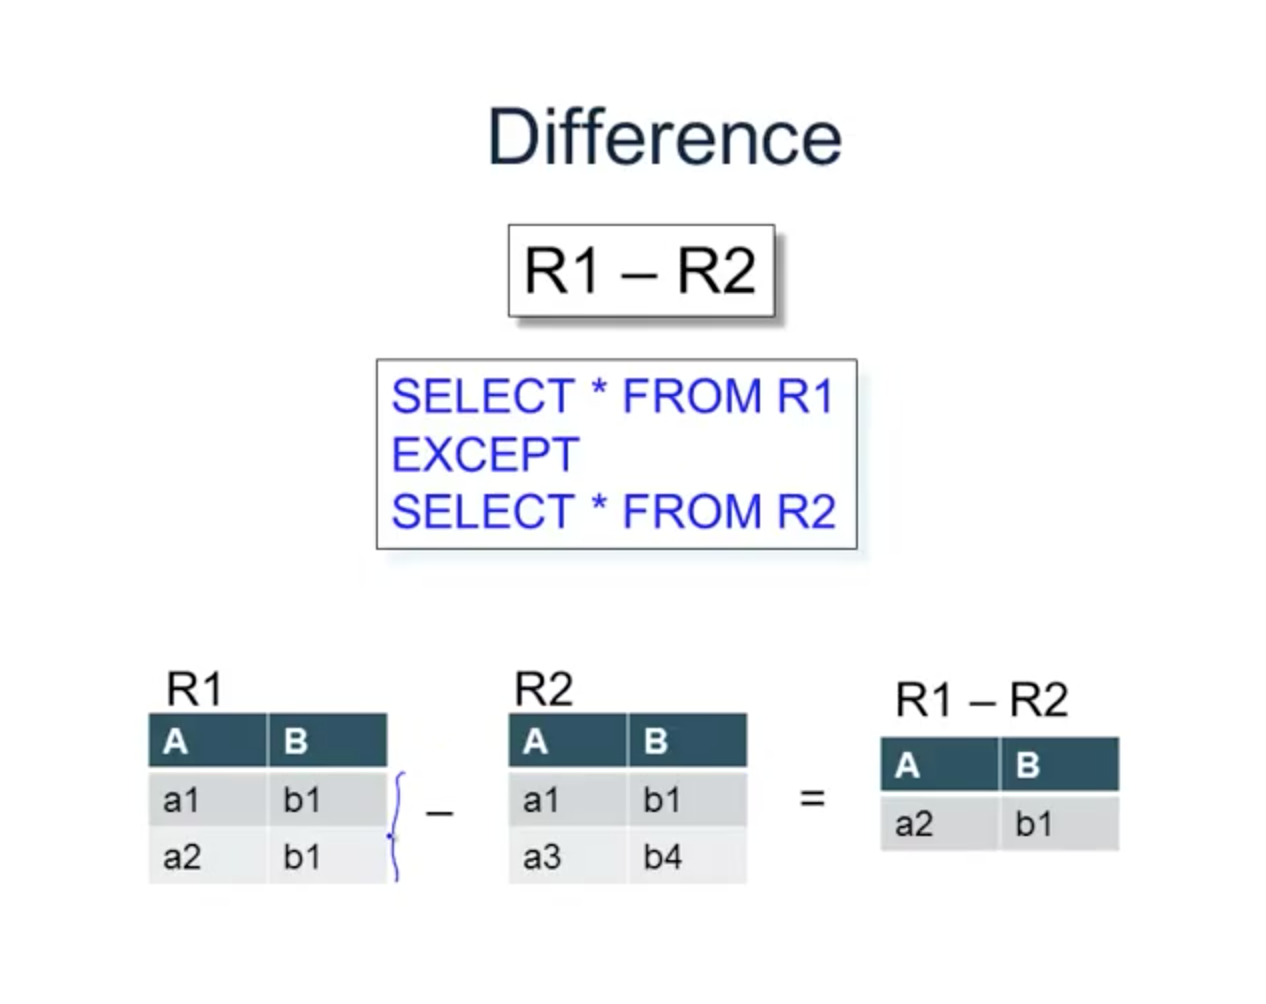 Difference
R1 – R2
SELECT * FROM R1
EXCEPT
SELECT * FROM R2
R1
A B
a1 b1
a2 b1
–
R2
A B
a1 b1
a3 b4
=
R1 – R2
A B
a2 b1